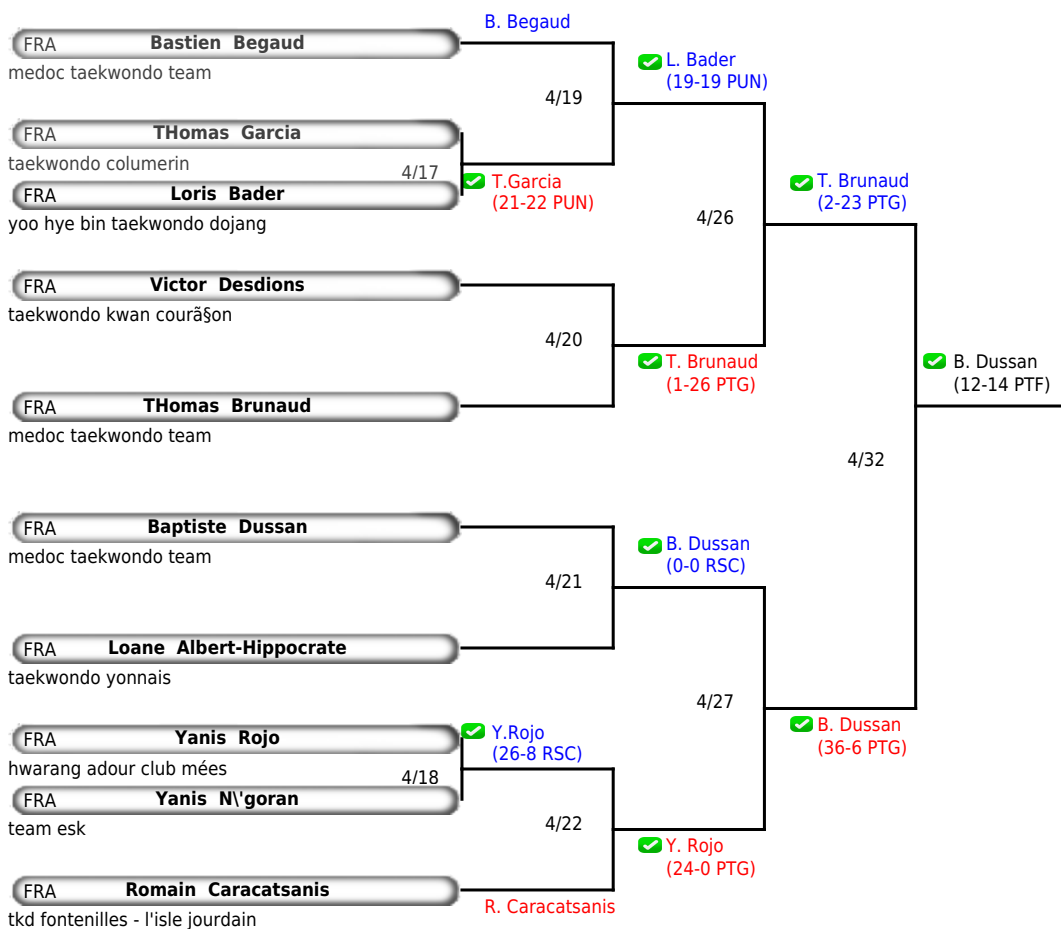 B. Begaud
FRA Bastien Begaud
medoc taekwondo team
L. Bader
(19-19 PUN)
4/19
FRA THomas Garcia
taekwondo columerin
4/17
T.Garcia
(21-22 PUN)
FRA Loris Bader
yoo hye bin taekwondo dojang
T. Brunaud
(2-23 PTG)
4/26
FRA Victor Desdions
taekwondo kwan courã§on
4/20
T. Brunaud
(1-26 PTG)
B. Dussan
(12-14 PTF)
FRA THomas Brunaud
medoc taekwondo team
4/32
FRA Baptiste Dussan
medoc taekwondo team
B. Dussan
(0-0 RSC)
4/21
FRA Loane Albert-Hippocrate
taekwondo yonnais
4/27
B. Dussan
(36-6 PTG)
FRA Yanis Rojo
hwarang adour club mées
Y.Rojo
(26-8 RSC)
4/18
FRA Yanis N\'goran
team esk
4/22
Y. Rojo
(24-0 PTG)
FRA Romain Caracatsanis
R. Caracatsanis
tkd fontenilles - l'isle jourdain